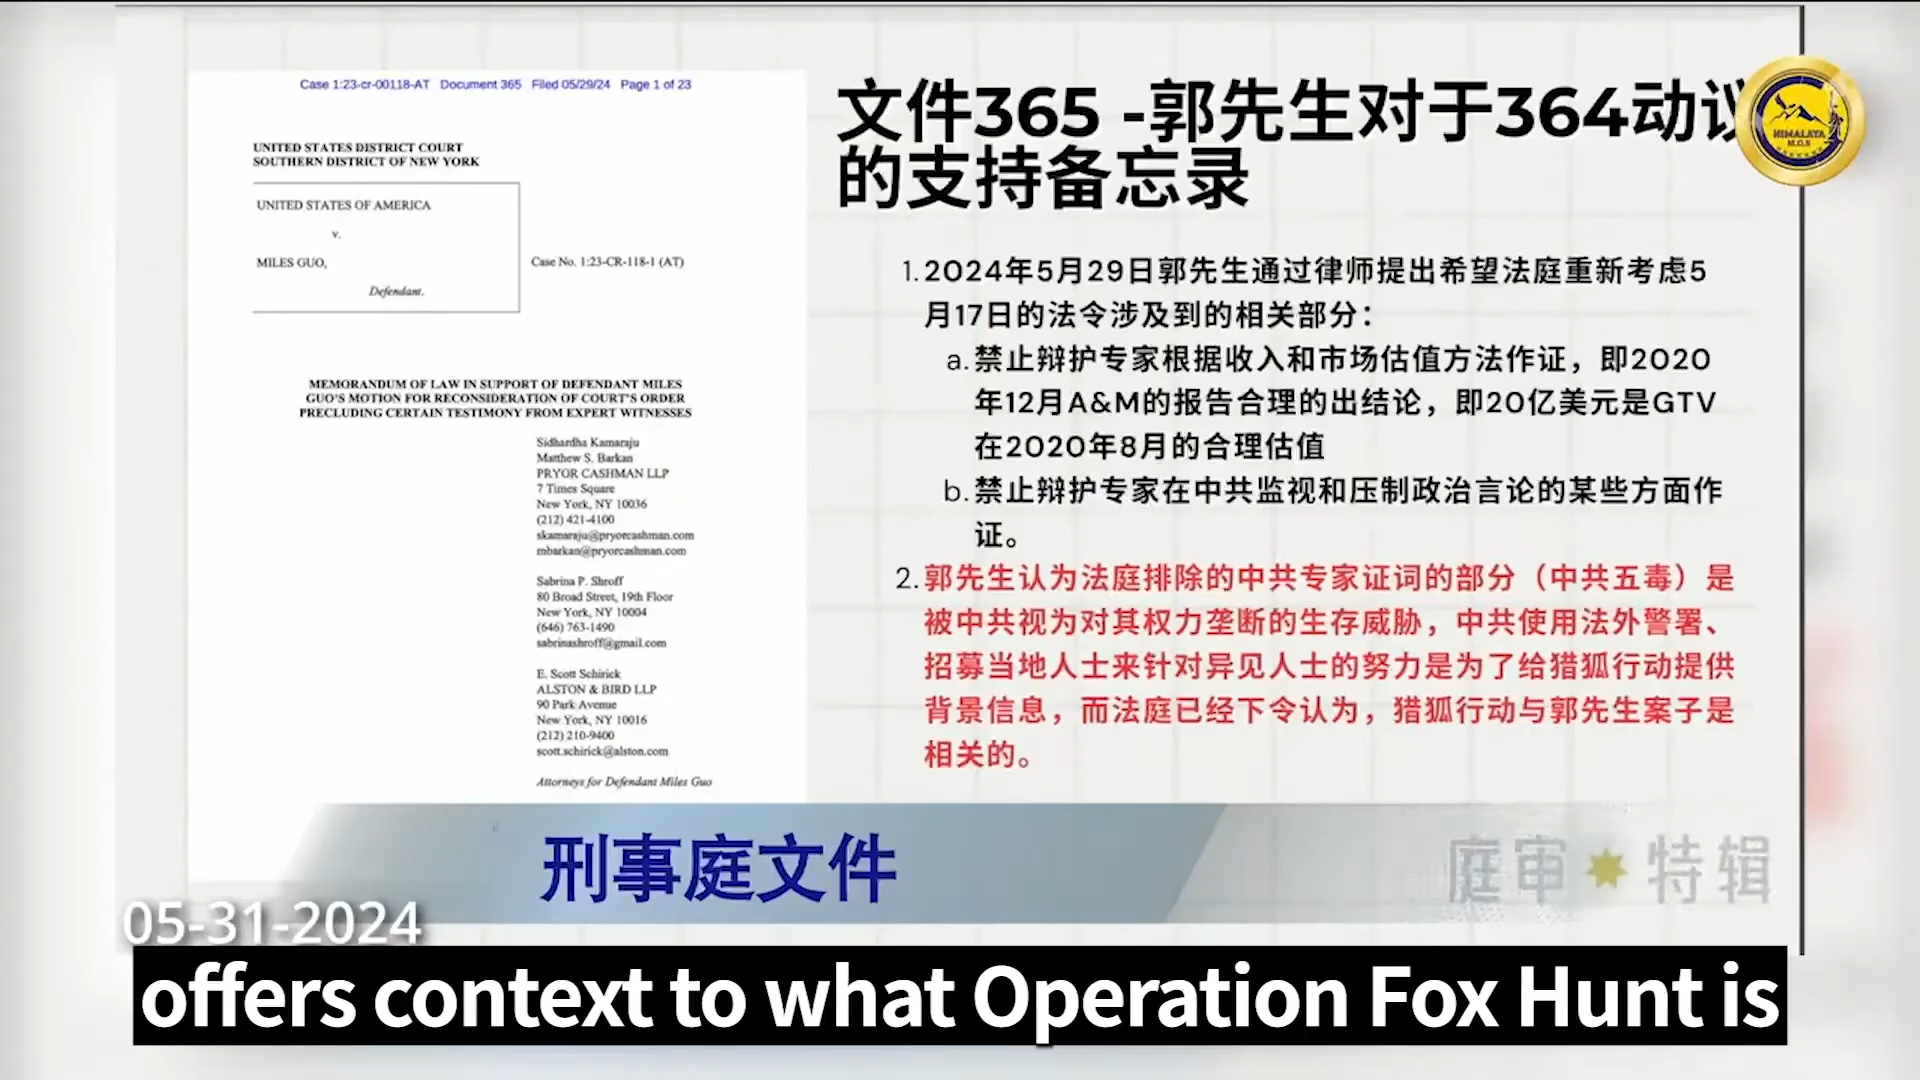 Case 1:23-cr-00118-AT Document 365 Filed 05/29/24 Page 1 of 23
UNITED STATES DISTRICT COURT
SOUTHERN DISTRICT OF NEW YORK
UNITED STATES OF AMERICA
v.
MILES GUO,
Defendant.
Case No. 1:23-CR-118-1 (AT)
MEMORANDUM OF LAW IN SUPPORT OF DEFENDANT MILES
GUO'S MOTION FOR RECONSIDERATION OF COURT'S ORDER
PRECLUDING CERTAIN TESTIMONY FROM EXPERT WITNESSES
Sidhardha Kamaraju
Matthew S. Barkan
PRYOR CASHMAN LLP
7 Times Square
New York, NY 10036
(212) 421-4100
skamaraju@pryorcashman.com
mbarkan@pryorcashman.com
Sabrina P. Shroff
80 Broad Street, 19th Floor
New York, NY 10004
(646) 763-1490
sabrinashroff@gmail.com
E. Scott Schirick
ALSTON & BIRD LLP
90 Park Avenue
New York, NY 10016
(212) 210-9400
scott.schirick@alston.com
Attorneys for Defendant Miles Guo
文件365 -郭先生对于364动议
的支持备忘录
HIMALAYA
M.O.S
1. 2024年5月29日郭先生通过律师提出希望法庭重新考虑5
月17日的法令涉及到的相关部分：
a. 禁止辩护专家根据收入和市场估值方法作证，即2020
年12月A&M的报告合理的出结论，即20亿美元是GTV
在2020年8月的合理估值
b. 禁止辩护专家在中共监视和压制政治言论的某些方面作
证。
2. 郭先生认为法庭排除的中共专家证词的部分（中共五毒）是
被中共视为对其权力垄断的生存威胁，中共使用法外警署、
招募当地人士来针对异见人士的努力是为了给猎狐行动提供
背景信息，而法庭已经下令认为，猎狐行动与郭先生案子是
相关的。
刑事庭文件
庭审 特辑
05-31-2024
offers context to what Operation Fox Hunt is